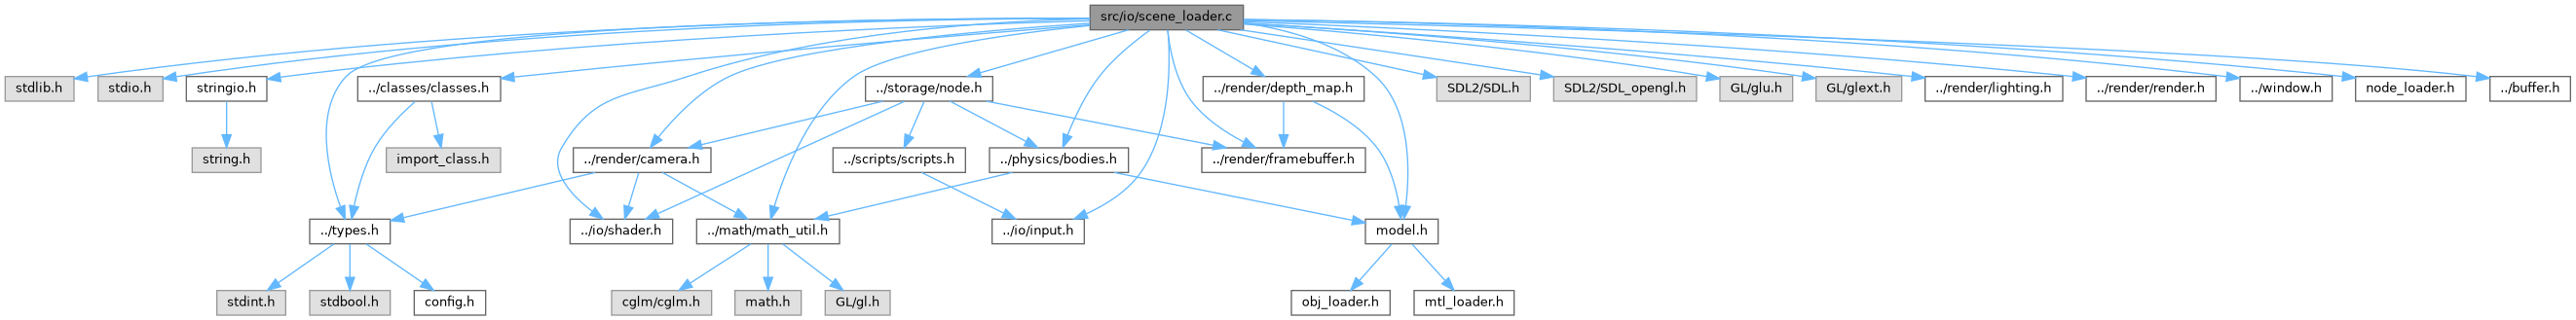 src/io/scene_loader.c
stdlib.h
stdio.h
stringio.h
../classes/classes.h
../storage/node.h
../render/depth_map.h
SDL2/SDL.h
SDL2/SDL_opengl.h
GL/glu.h
GL/glext.h
../render/lighting.h
../render/render.h
../window.h
node_loader.h
../buffer.h
string.h
import_class.h
../render/camera.h
../scripts/scripts.h
../physics/bodies.h
../render/framebuffer.h
../types.h
../io/shader.h
../math/math_util.h
../io/input.h
model.h
stdint.h
stdbool.h
config.h
cglm/cglm.h
math.h
GL/gl.h
obj_loader.h
mtl_loader.h